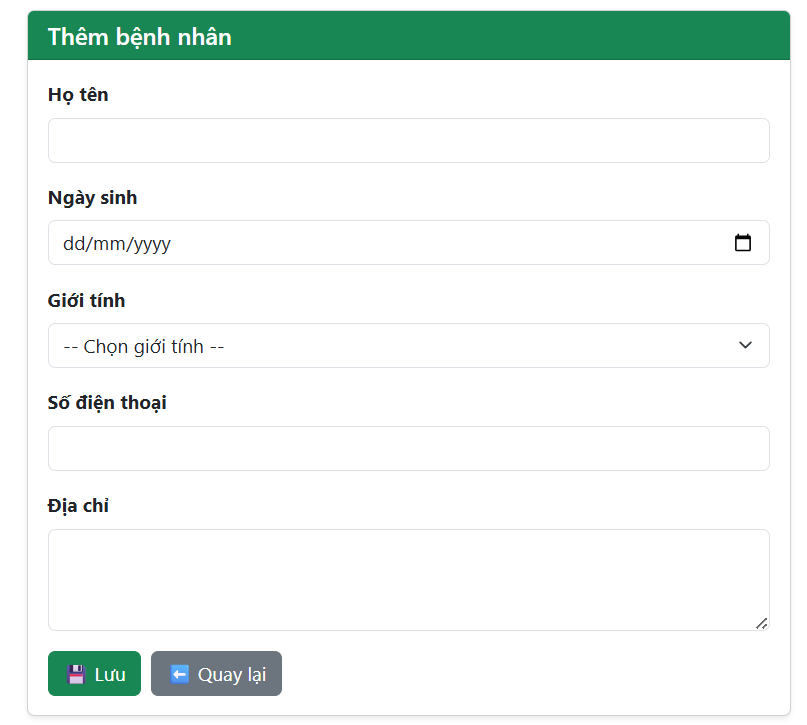 Thêm bệnh nhân
Họ tên
Ngày sinh
dd/mm/yyyy
Giới tính
-- Chọn giới tính --
Số điện thoại
Địa chỉ
💾 Lưu
⬅️ Quay lại